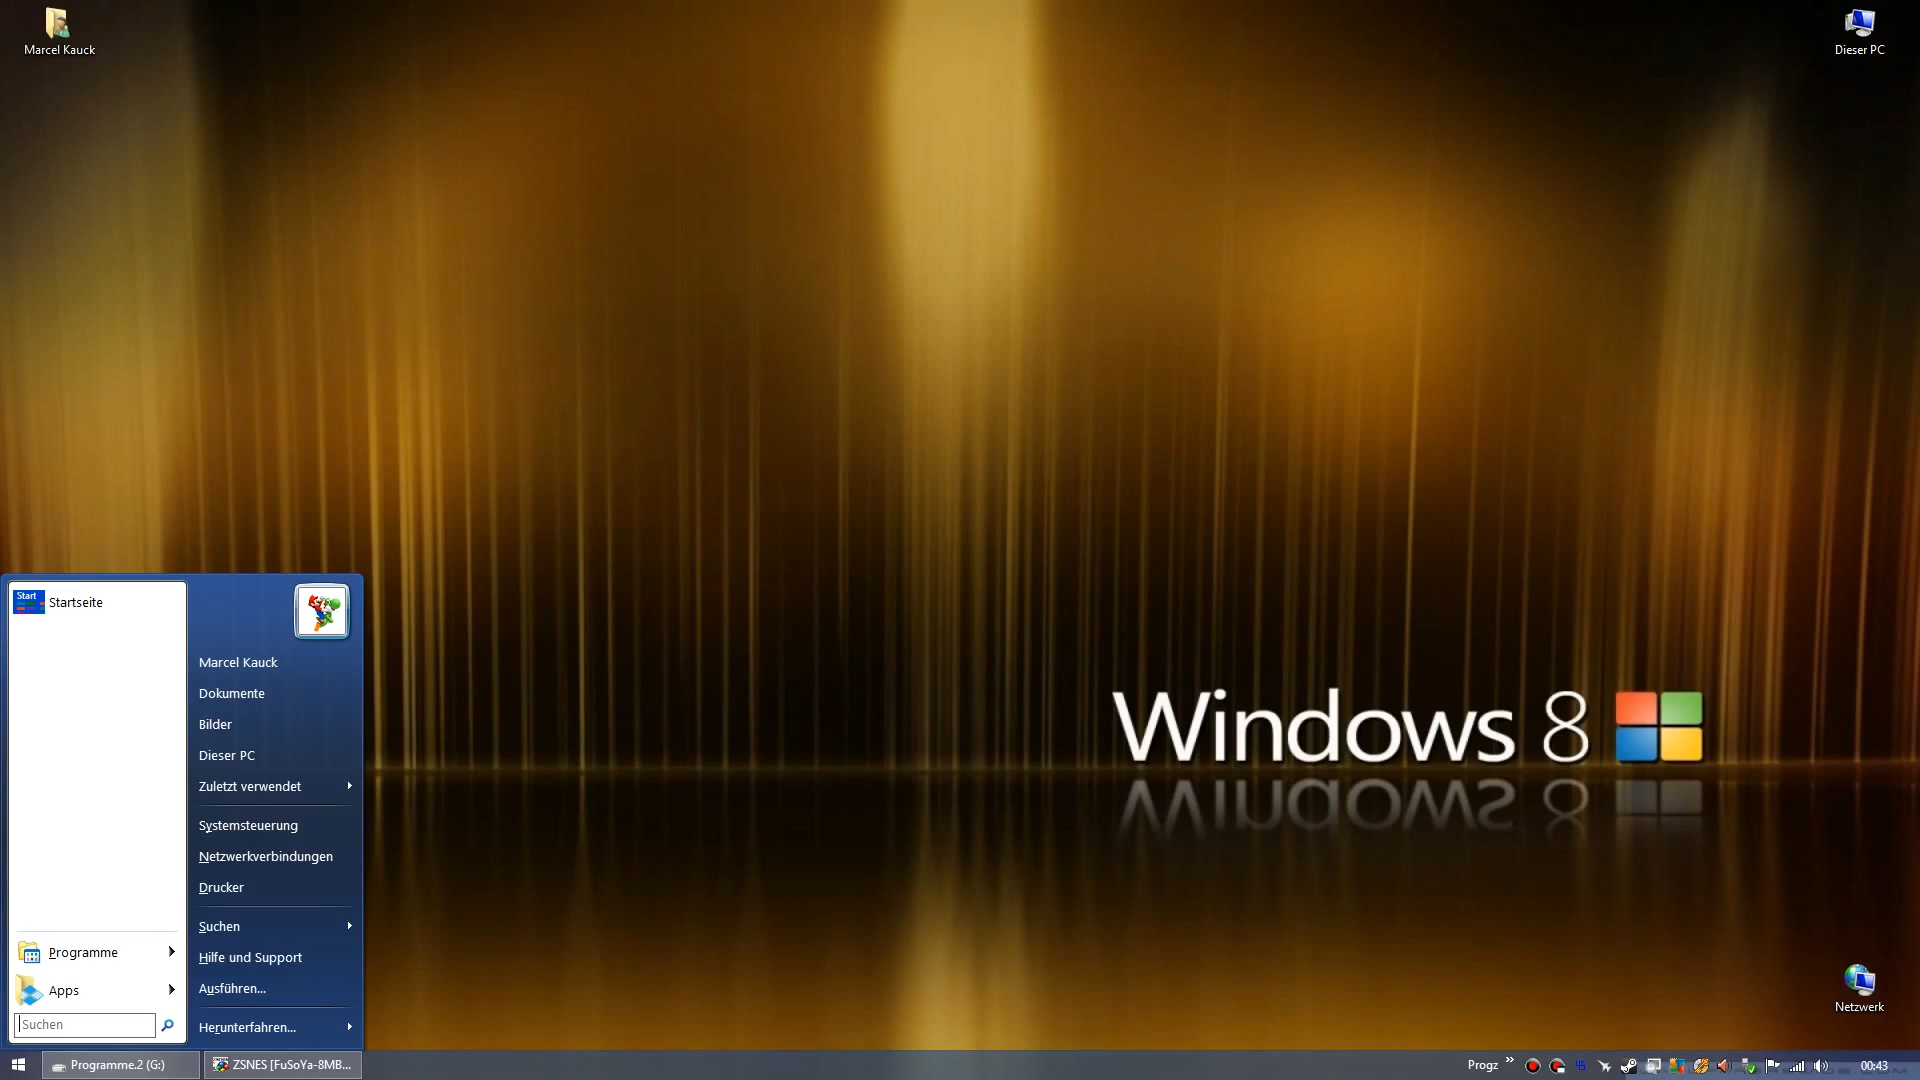 Marcel Kauck
Dieser PC
Start
Startseite
Marcel Kauck
Dokumente
Bilder
Dieser PC
Zuletzt verwendet
Systemsteuerung
Netzwerkverbindungen
Drucker
Suchen
Hilfe und Support
Ausführen...
Herunterfahren...
Programme
Apps
Suchen
Windows 8
Netzwerk
Programme.2 (G:)
ZSNES [FuSoYa-8MB...
Progz
45
00:43